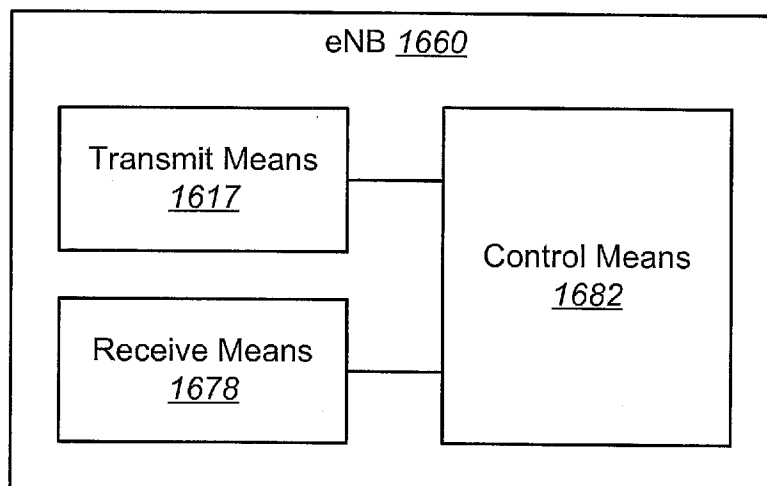 eNB 1660
Transmit Means
1617
Control Means
1682
Receive Means
1678